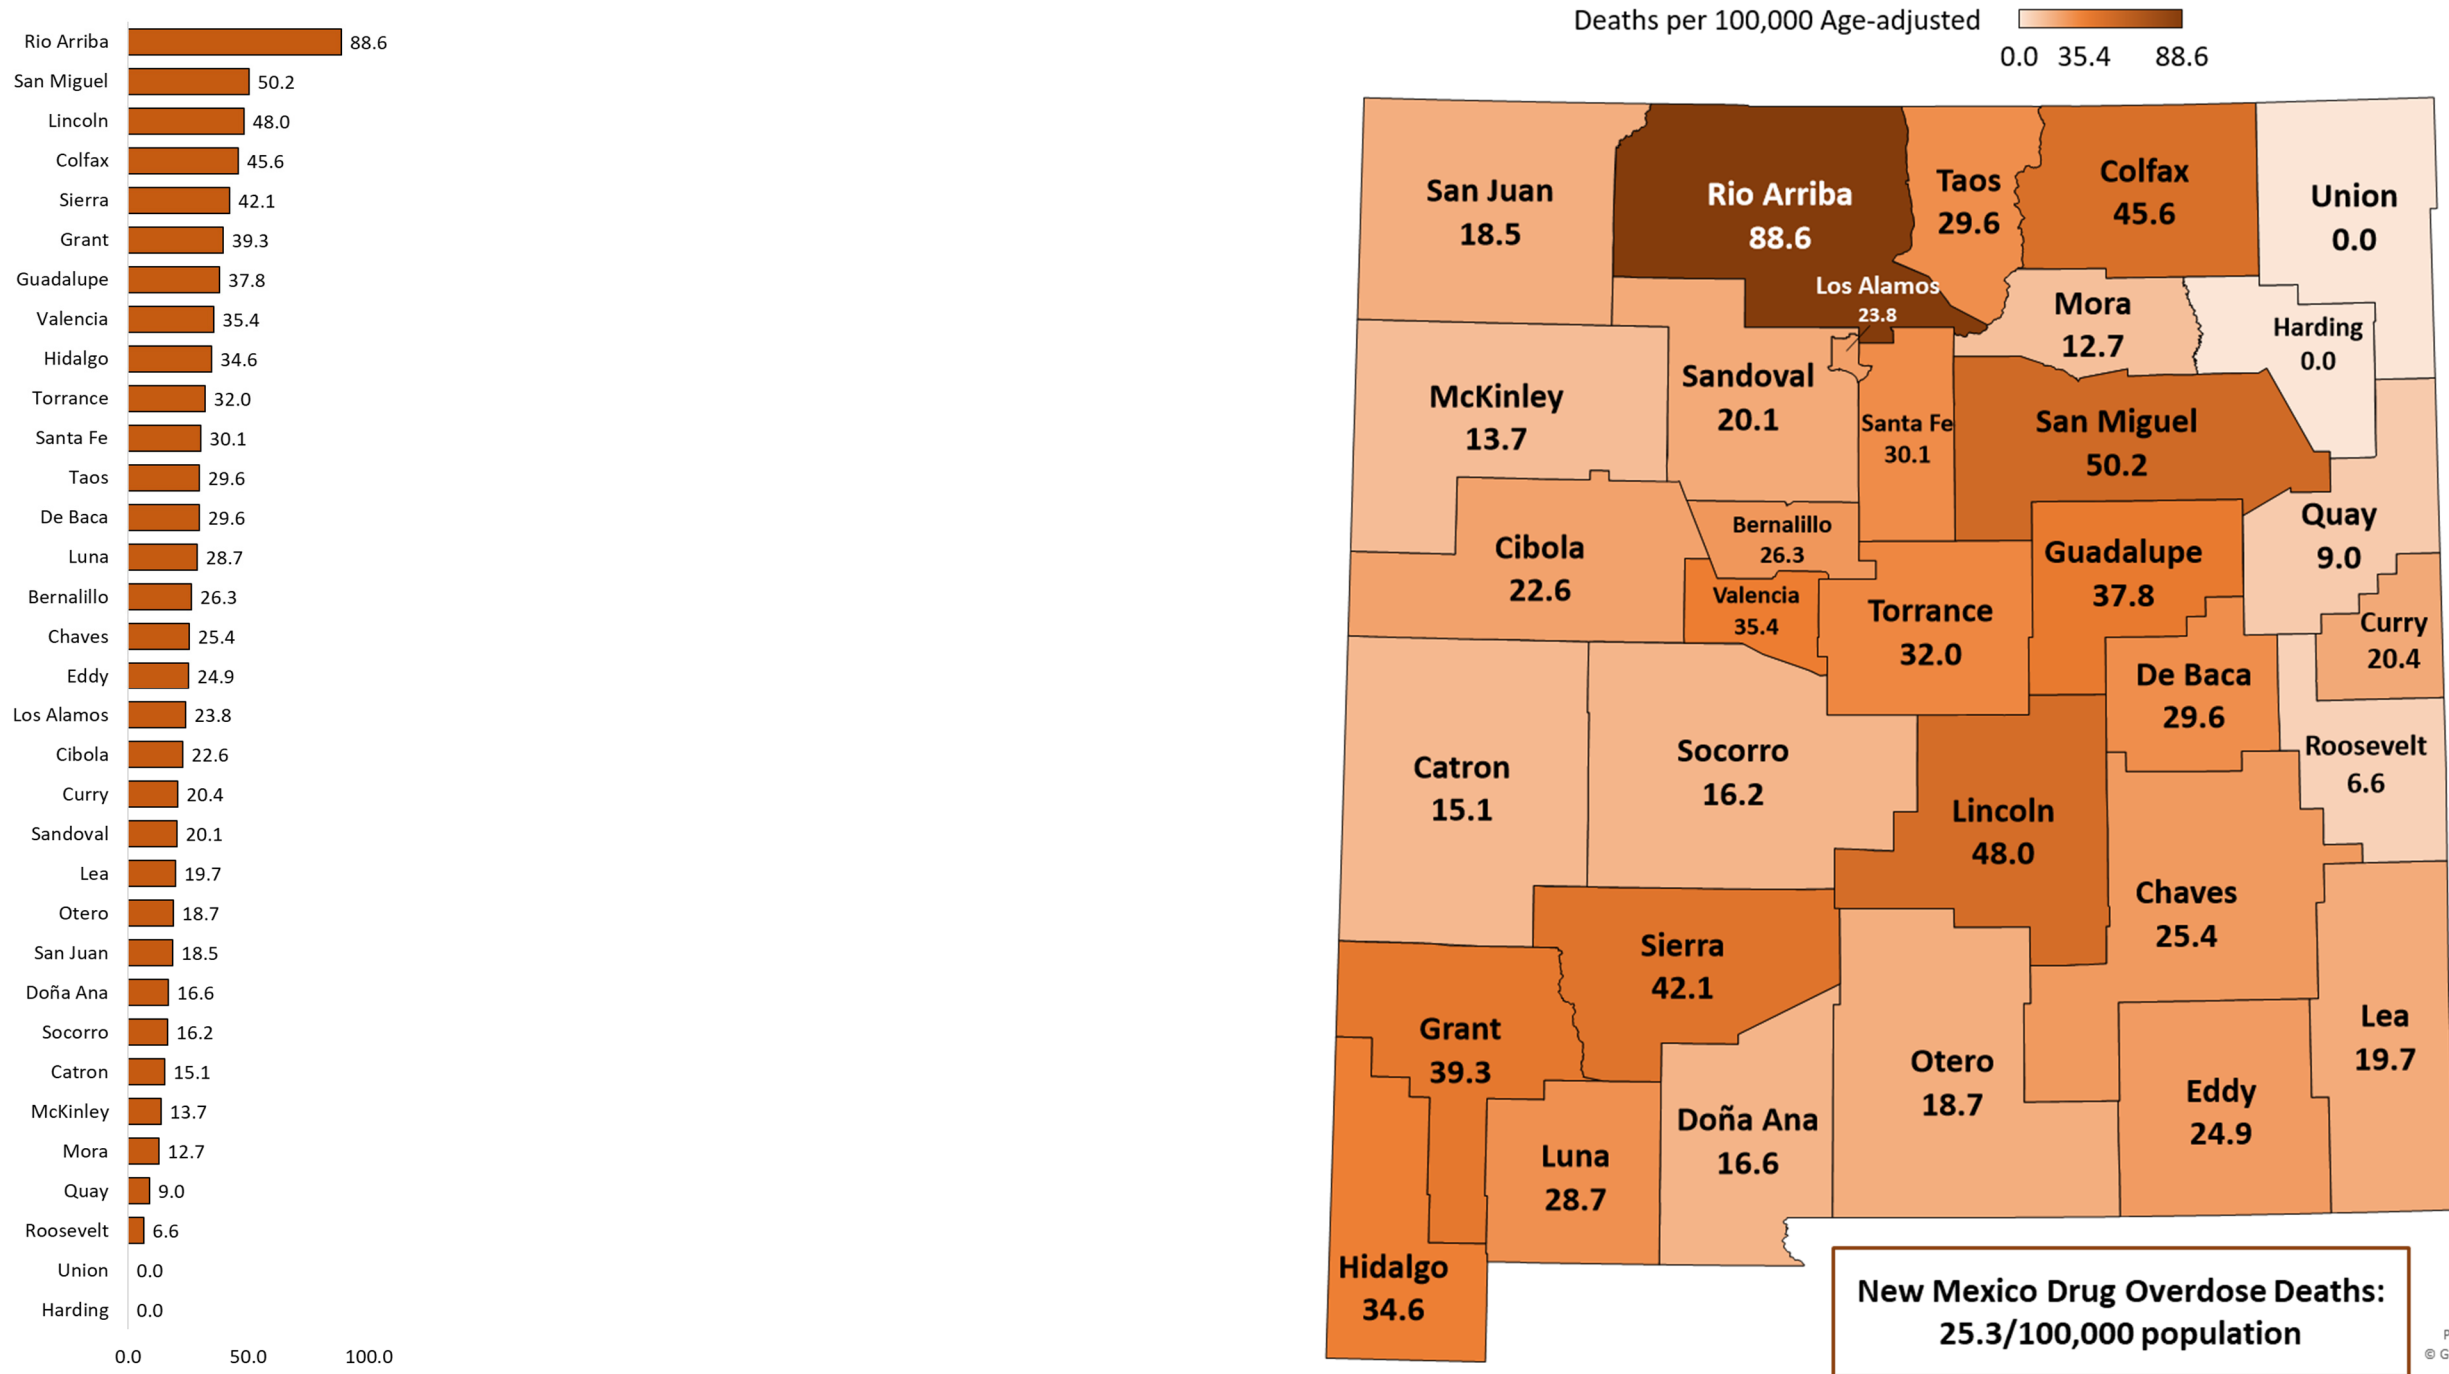 Rio Arriba 88.6
San Miguel 50.2
Lincoln 48.0
Colfax 45.6
Sierra 42.1
Grant 39.3
Guadalupe 37.8
Valencia 35.4
Hidalgo 34.6
Torrance 32.0
Santa Fe 30.1
Taos 29.6
De Baca 29.6
Luna 28.7
Bernalillo 26.3
Chaves 25.4
Eddy 24.9
Los Alamos 23.8
Cibola 22.6
Curry 20.4
Sandoval 20.1
Lea 19.7
Otero 18.7
San Juan 18.5
Doña Ana 16.6
Socorro 16.2
Catron 15.1
McKinley 13.7
Mora 12.7
Quay 9.0
Roosevelt 6.6
Union 0.0
Harding 0.0
0.0 50.0 100.0
Deaths per 100,000 Age-adjusted
0.0 35.4 88.6
San Juan
18.5
Rio Arriba
88.6
Taos
29.6
Colfax
45.6
Union
0.0
Los Alamos
23.8
Mora
12.7
Harding
0.0
McKinley
13.7
Sandoval
20.1
Santa Fe
30.1
San Miguel
50.2
Quay
9.0
Cibola
22.6
Bernalillo
26.3
Valencia
35.4
Torrance
32.0
Guadalupe
37.8
Curry
20.4
De Baca
29.6
Roosevelt
6.6
Catron
15.1
Socorro
16.2
Lincoln
48.0
Chaves
25.4
Sierra
42.1
Grant
39.3
Otero
18.7
Lea
19.7
Eddy
24.9
Doña Ana
16.6
Luna
28.7
Hidalgo
34.6
New Mexico Drug Overdose Deaths:
25.3/100,000 population
P
© G